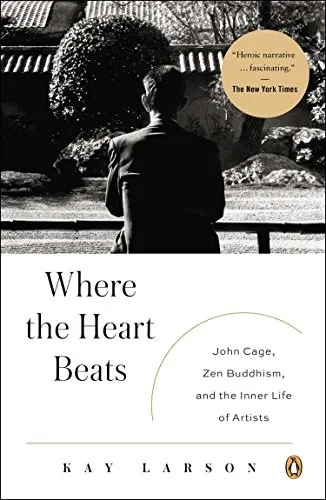 “Heroic narrative
... fascinating.”
The New York Times
Where
the Heart
Beats
John Cage,
Zen Buddhism,
and the Inner Life
of Artists
KAY LARSON